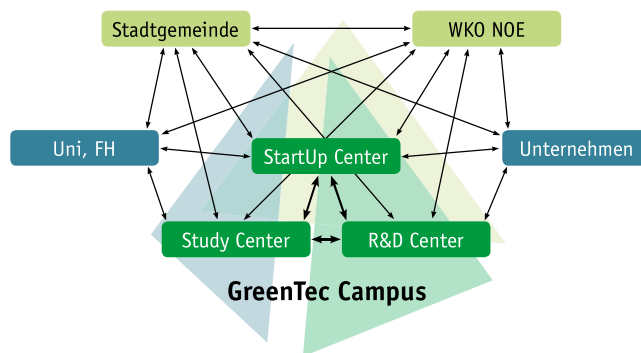 Stadtgemeinde
WKO NOE
Uni, FH
StartUp Center
Unternehmen
Study Center
R&D Center
GreenTec Campus